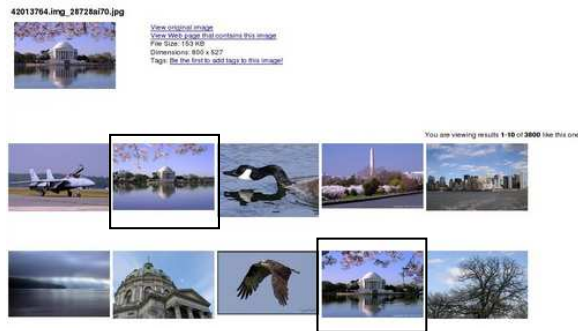 42013764.img_28728ai70.jpg
View original image
View Web page that contains this image
File Size: 153 KB
Dimensions: 800 x 527
Tags: Be the first to add tags to this image!
You are viewing results 1-10 of 3600 like this one